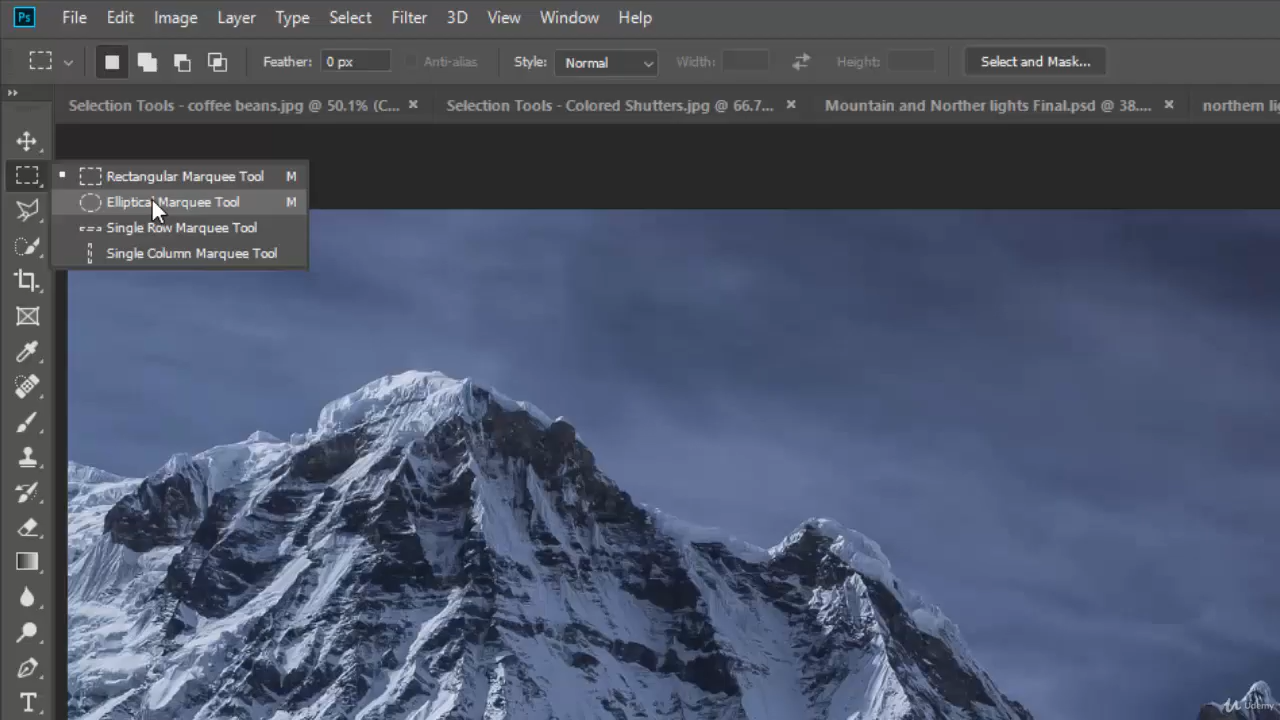 Ps File Edit Image Layer Type Select Filter 3D View Window Help
Feather: 0 px Anti-alias Style: Normal Width: Height: Select and Mask...
Selection Tools - coffee beans.jpg @ 50.1% (C... × Selection Tools - Colored Shutters.jpg @ 66.7... × Mountain and Norther lights Final.psd @ 38.... × northern li
Rectangular Marquee Tool M
Elliptical Marquee Tool M
Single Row Marquee Tool
Single Column Marquee Tool
T
Udemy